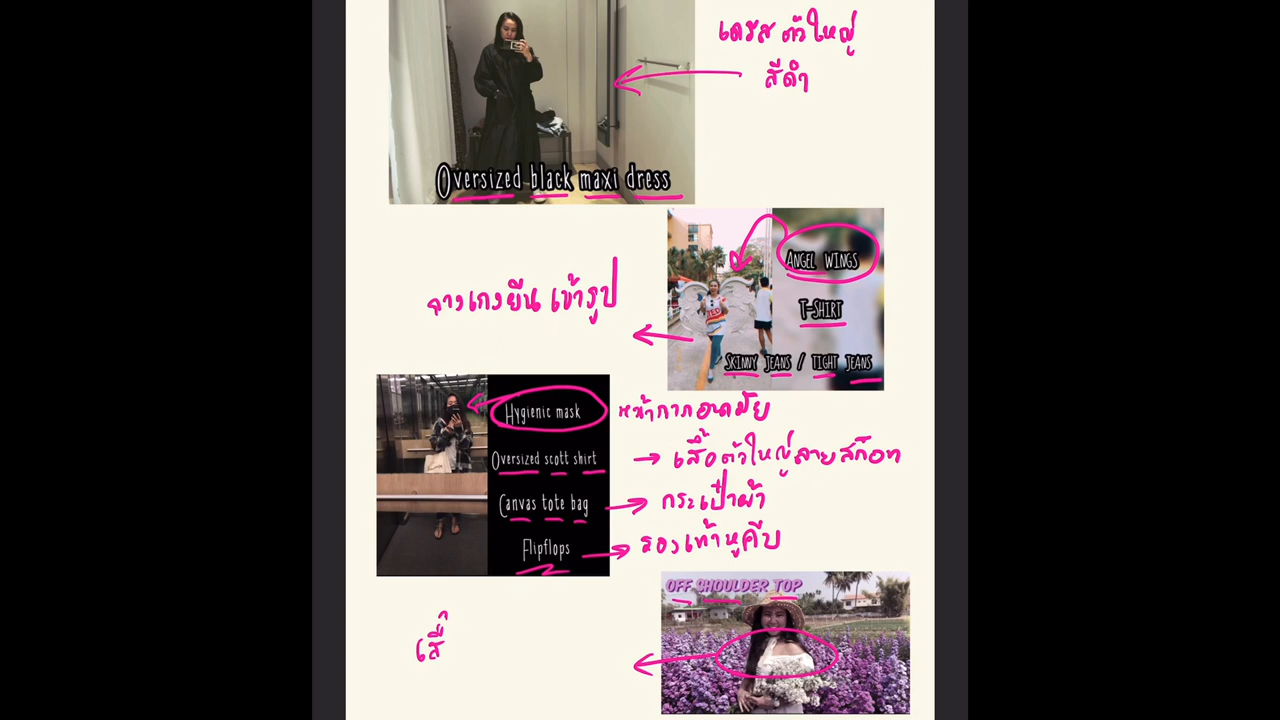 เดรสตัวใหญ่
สีดำ
Oversized black maxi dress
ANGEL WINGS
กางเกงยีนเข้ารูป
T-SHIRT
SKINNY JEANS / TIGHT JEANS
Hygienic mask
หน้ากากอนามัย
Oversized scott shirt
เสื้อตัวใหญ่ลายสก็อต
Canvas tote bag
กระเป๋าผ้า
Flipflops
รองเท้าหูคีบ
OFF SHOULDER TOP